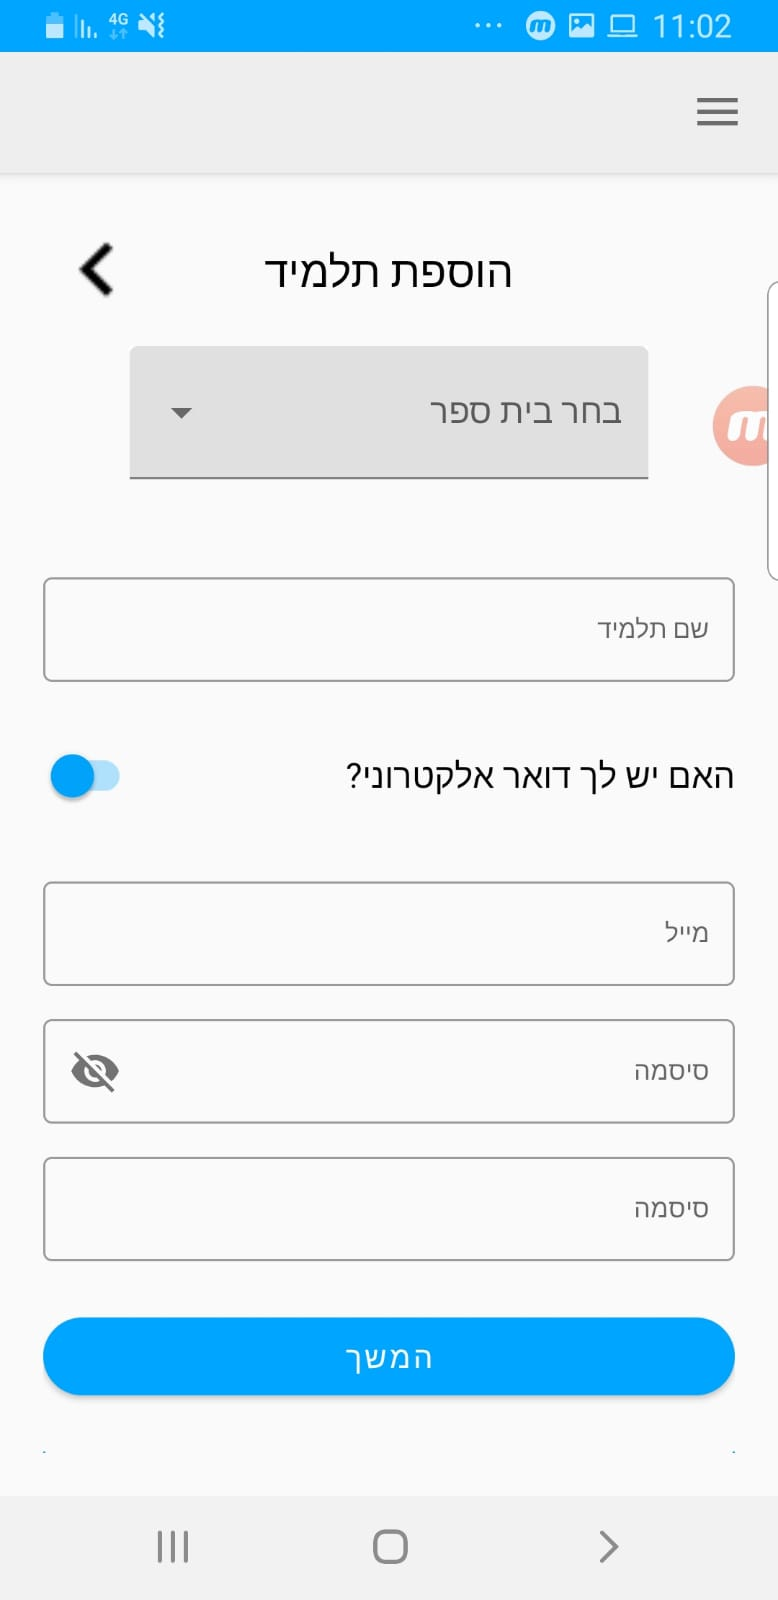 11:02
4G
הוספת תלמיד
בחר בית ספר
שם תלמיד
האם יש לך דואר אלקטרוני?
מייל
סיסמה
סיסמה
המשך